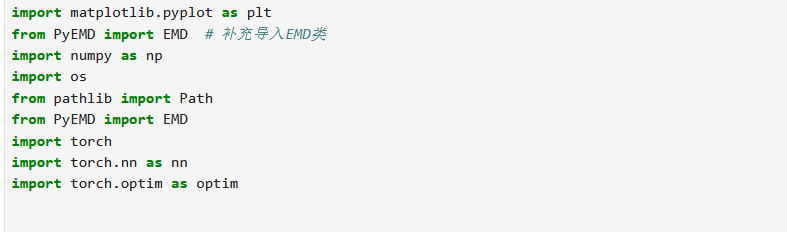 import matplotlib.pyplot as plt
from PyEMD import EMD  # 补充导入EMD类
import numpy as np
import os
from pathlib import Path
from PyEMD import EMD
import torch
import torch.nn as nn
import torch.optim as optim